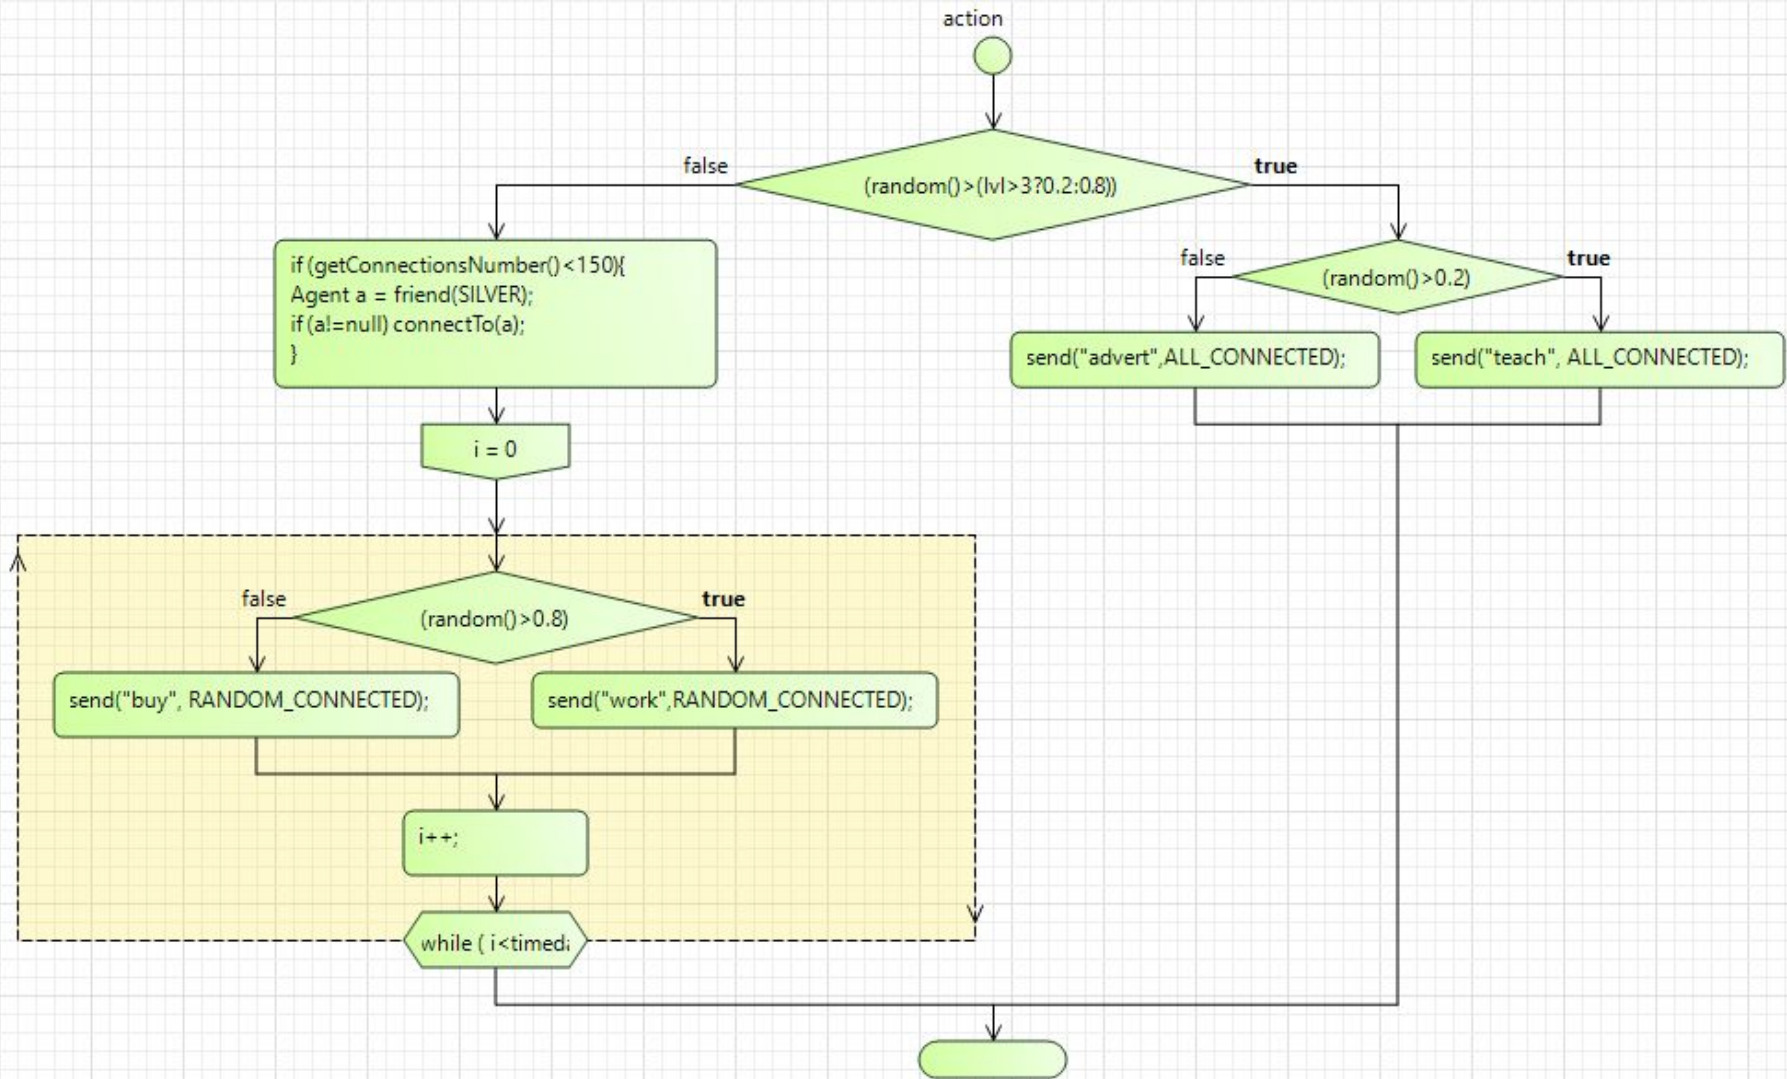 action
(random()>(lvl>3?0.2:0.8))
false
true
if (getConnectionsNumber()<150){
Agent a = friend(SILVER);
if (a!=null) connectTo(a);
}
false
true
(random()>0.2)
send("advert",ALL_CONNECTED);
send("teach", ALL_CONNECTED);
i = 0
false
true
(random()>0.8)
send("buy", RANDOM_CONNECTED);
send("work",RANDOM_CONNECTED);
i++;
while ( i<timeda